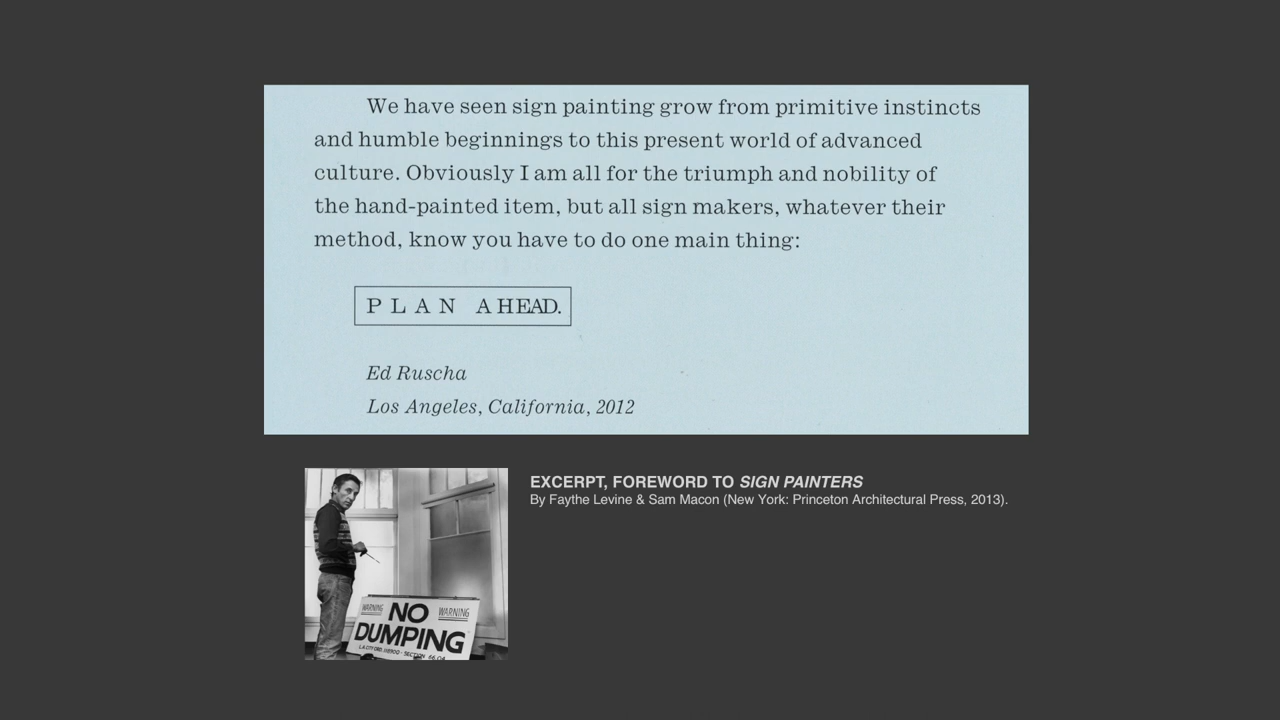 We have seen sign painting grow from primitive instincts
and humble beginnings to this present world of advanced
culture. Obviously I am all for the triumph and nobility of
the hand-painted item, but all sign makers, whatever their
method, know you have to do one main thing:
PLAN AHEAD.
Ed Ruscha
Los Angeles, California, 2012
EXCERPT, FOREWORD TO SIGN PAINTERS
By Faythe Levine & Sam Macon (New York: Princeton Architectural Press, 2013).
WARNING NO WARNING
DUMPING